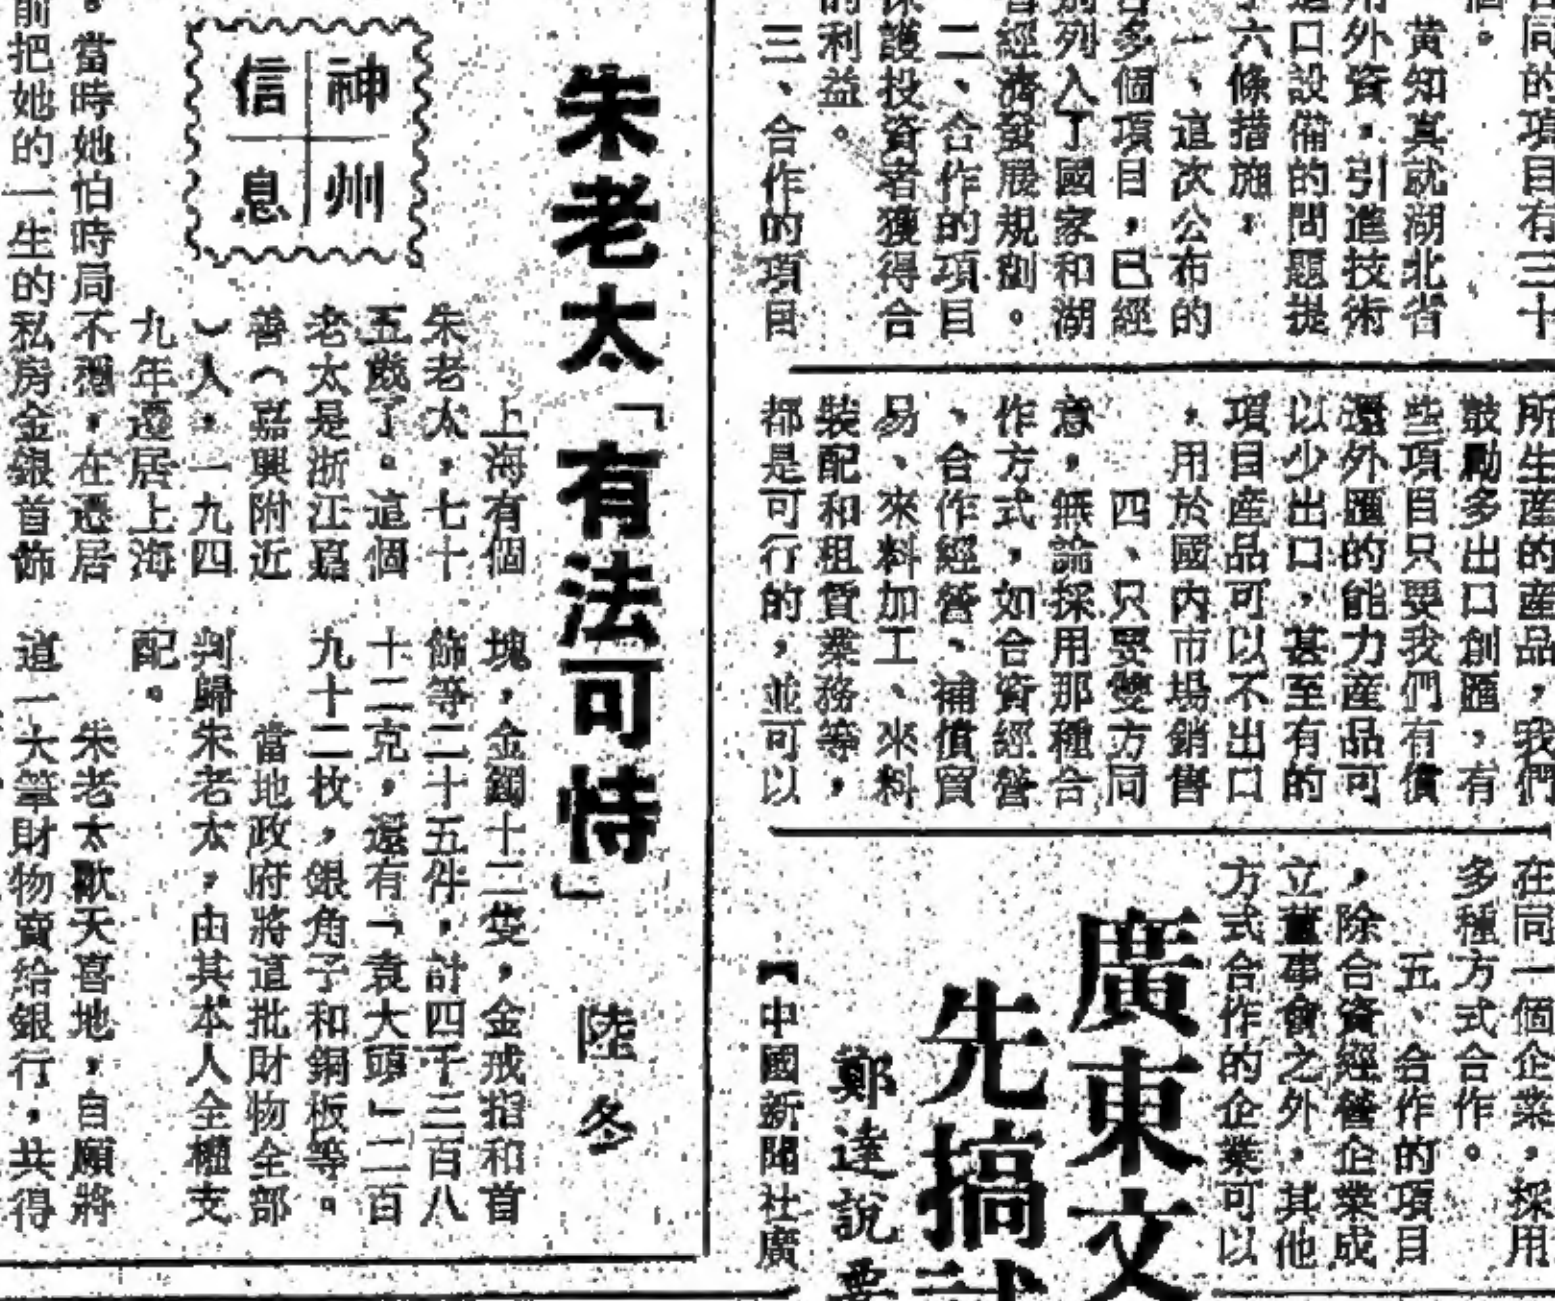 同的項目有三十
個。
黃知真就湖北省
用外資，引進技術
進口設備的問題提
六條措施：
一、這次公布的
多個項目，已經
列入了國家和湖
省經濟發展規劃。
二、合作的項目
保護投資者獲得合
的利益。
三、合作的項目
所生產的產品，我們
鼓勵多出口創匯，有
些項目只要我們有償
還外匯的能力產品可
以少出口，甚至有的
項目產品可以不出口
，用於國內市場銷售
四、只要雙方同
意，無論採用那種合
作方式，如合資經營
、合作經營、補償貿
易、來料加工、來料
裝配和租賃業務等，
都是可行的，並可以
在同一個企業，採用
多種方式合作。
五、合作的項目
，除合資經營企業成
立董事會之外，其他
方式合作的企業可以
廣東文
先搞
鄭達說要
【中國新聞社廣
朱老太「有法可恃」
陸冬
神州
信息
上海有個
朱老太，七十
五歲了。這個
老太是浙江嘉
善（嘉興附近
）人，一九四
九年遷居上海
。當時她怕時局不穩，在遷居
前把她的一生的私房金銀首飾
塊，金鐲十三隻，金戒指和首
飾等二十五件，計四千三百八
十二克，還有「袁大頭」二百
九十二枚，銀角子和銅板等。
當地政府將這批財物全部
判歸朱老太，由其本人全權支
配。
朱老太歡天喜地，自願將
這一大筆財物賣給銀行，共得